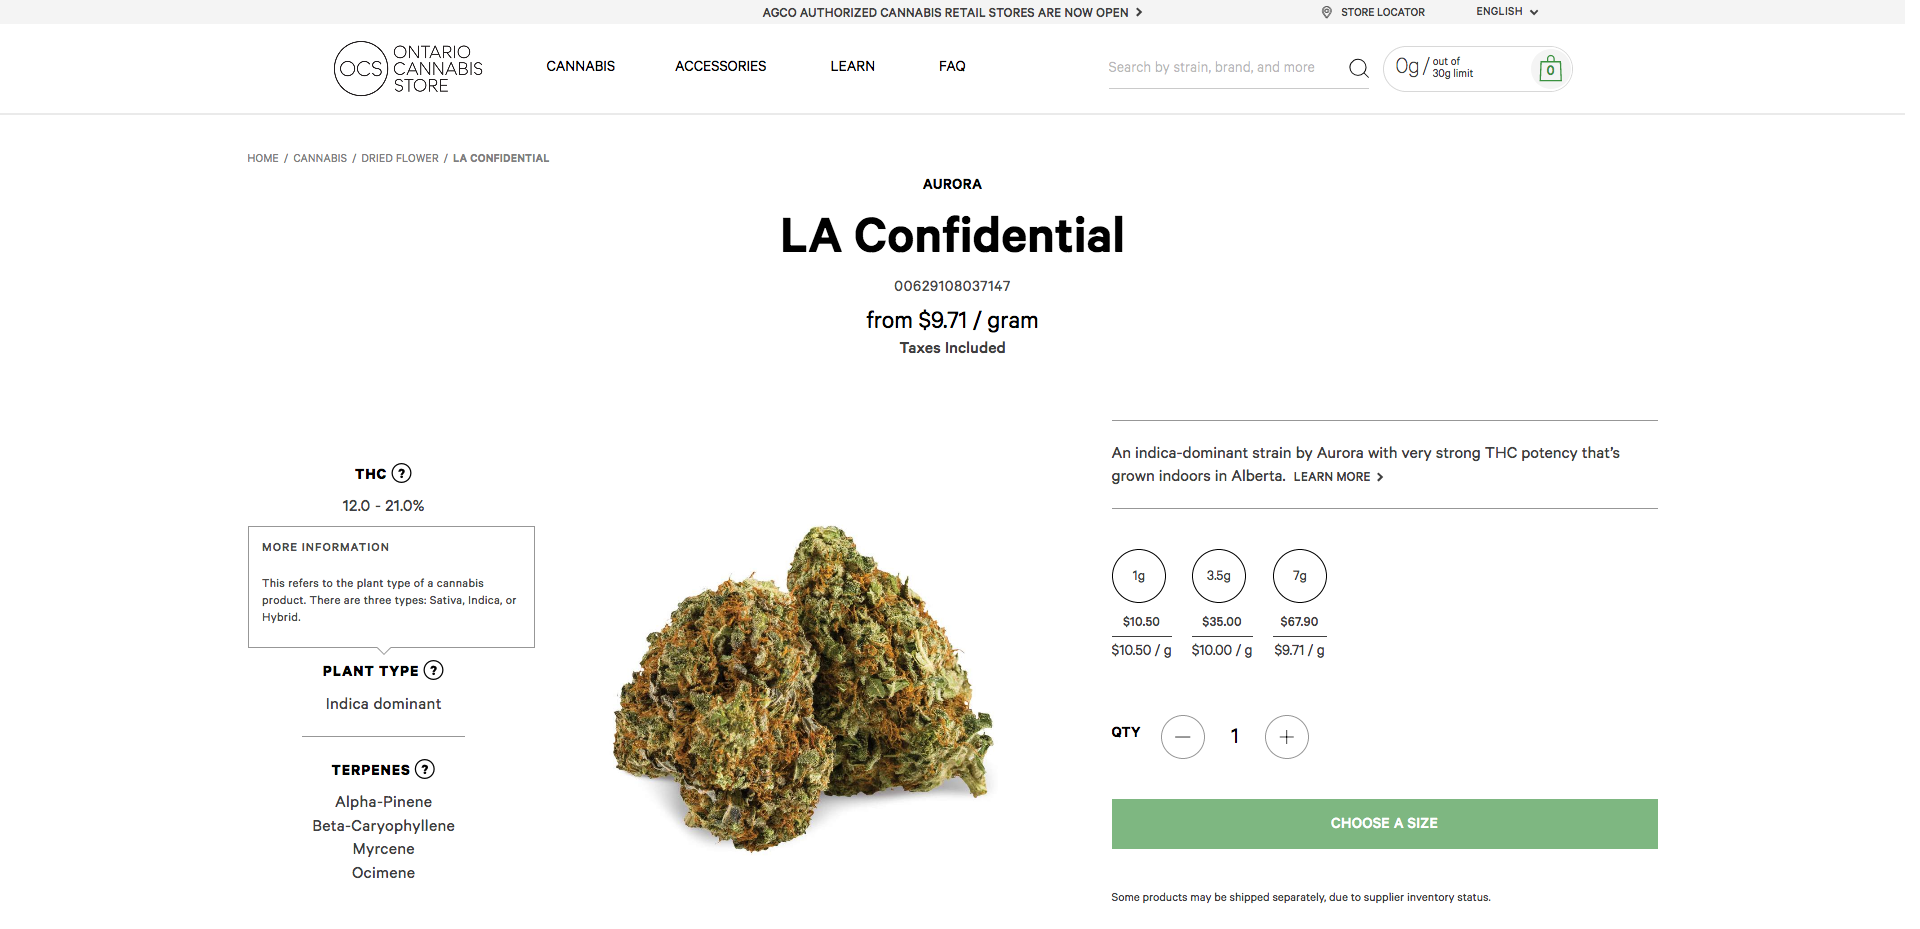 AGCO AUTHORIZED CANNABIS RETAIL STORES ARE NOW OPEN
STORE LOCATOR
ENGLISH
OCS
ONTARIO
CANNABIS
STORE
CANNABIS
ACCESSORIES
LEARN
FAQ
Search by strain, brand, and more
0g / out of
30g limit
0
HOME / CANNABIS / DRIED FLOWER / LA CONFIDENTIAL
AURORA
LA Confidential
00629108037147
from $9.71 / gram
Taxes Included
THC ?
12.0 - 21.0%
MORE INFORMATION
This refers to the plant type of a cannabis
product. There are three types: Sativa, Indica, or
Hybrid.
PLANT TYPE ?
Indica dominant
TERPENES ?
Alpha-Pinene
Beta-Caryophyllene
Myrcene
Ocimene
An indica-dominant strain by Aurora with very strong THC potency that's
grown indoors in Alberta. LEARN MORE
1g 3.5g 7g
$10.50 $35.00 $67.90
$10.50 / g $10.00 / g $9.71 / g
QTY — 1 +
CHOOSE A SIZE
Some products may be shipped separately, due to supplier inventory status.